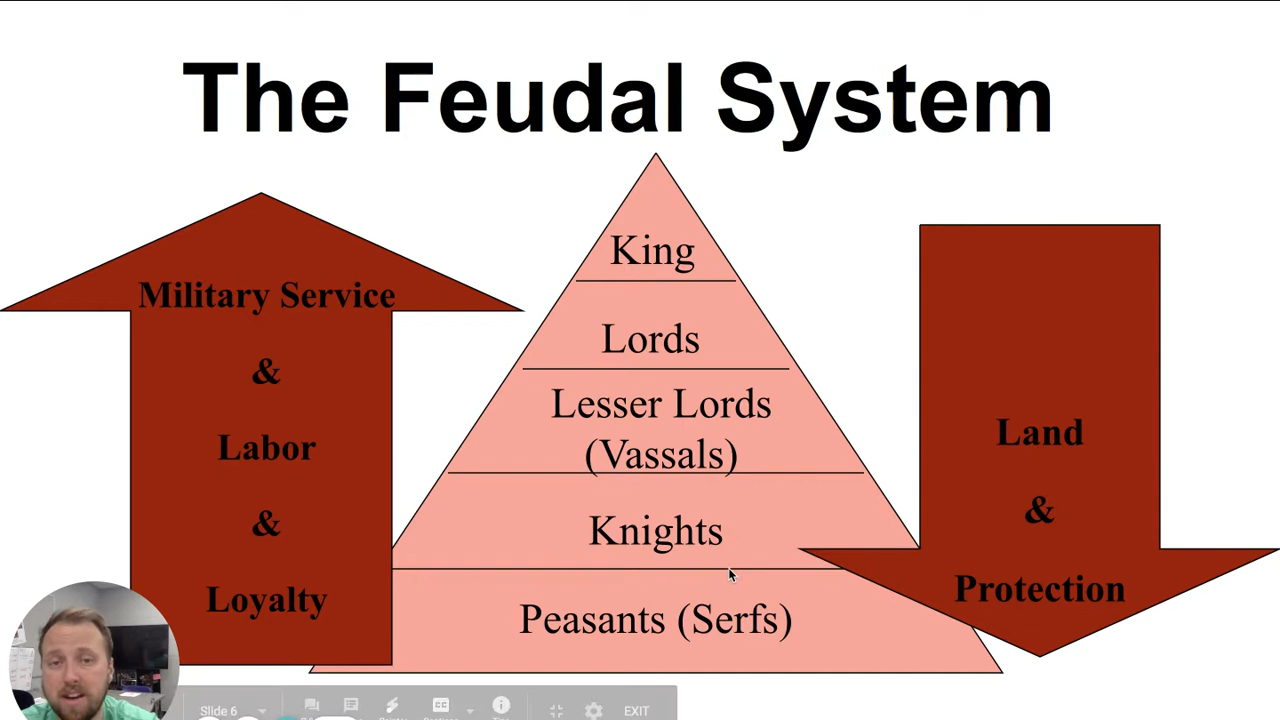 The Feudal System
King
Lords
Lesser Lords
(Vassals)
Knights
Peasants (Serfs)
Military Service
&
Labor
&
Loyalty
Land
&
Protection
Slide 6
EXIT